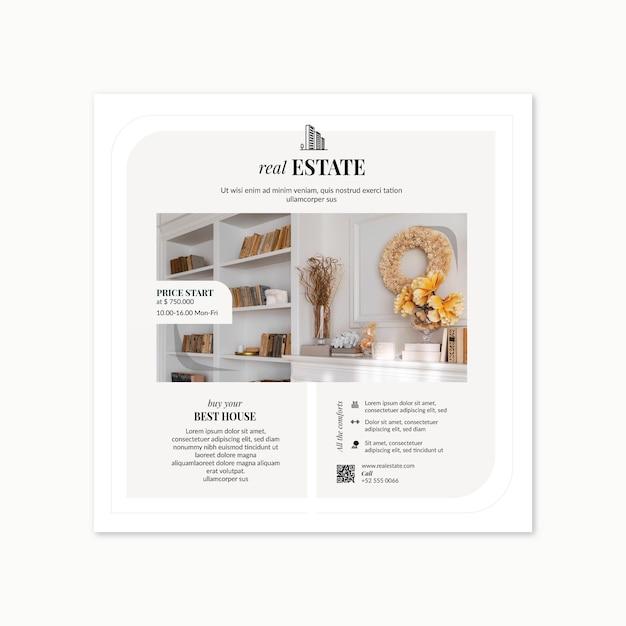 real ESTATE
Ut wisi enim ad minim veniam, quis nostrud exerci tation
ullamcorper sus
PRICE START
at $ 750.000
10.00-16.00 Mon-Fri
buy your
BEST HOUSE
Lorem ipsum dolor sit amet,
consectetuer adipiscing elit, sed diam
nonummy nibh euismod tincidunt ut
laoreet dolore magna
aliquam erat volutpat.
ullamcorper sus
All the comforts
Lorem ipsum dolor sit amet,
consectetuer adipiscing elit, sed
Dolor sit amet, consectetuer
adipiscing elit, sed diam
Sit amet, consectetuer
adipiscing elit, sed tincidunt ut
www.realestate.com
Call
+52 555 0066